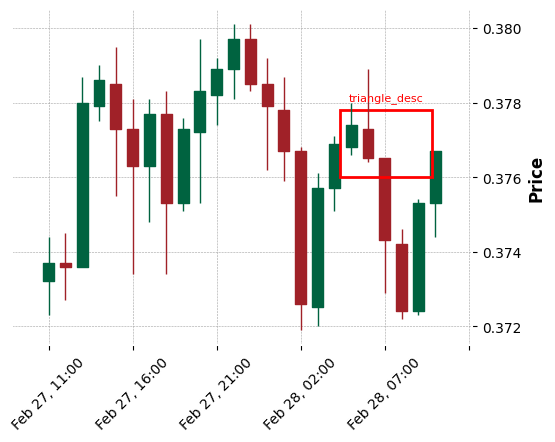 0.380
triangle_desc
0.378
0.376
0.374
0.372
Price
Feb 27, 11:00
Feb 27, 16:00
Feb 27, 21:00
Feb 28, 02:00
Feb 28, 07:00